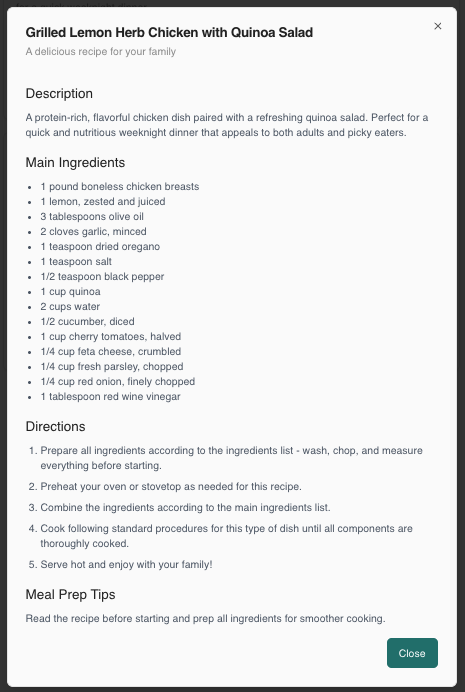 Grilled Lemon Herb Chicken with Quinoa Salad
×
A delicious recipe for your family
Description
A protein-rich, flavorful chicken dish paired with a refreshing quinoa salad. Perfect for a
quick and nutritious weeknight dinner that appeals to both adults and picky eaters.
Main Ingredients
• 1 pound boneless chicken breasts
• 1 lemon, zested and juiced
• 3 tablespoons olive oil
• 2 cloves garlic, minced
• 1 teaspoon dried oregano
• 1 teaspoon salt
• 1/2 teaspoon black pepper
• 1 cup quinoa
• 2 cups water
• 1/2 cucumber, diced
• 1 cup cherry tomatoes, halved
• 1/4 cup feta cheese, crumbled
• 1/4 cup fresh parsley, chopped
• 1/4 cup red onion, finely chopped
• 1 tablespoon red wine vinegar
Directions
1. Prepare all ingredients according to the ingredients list - wash, chop, and measure
everything before starting.
2. Preheat your oven or stovetop as needed for this recipe.
3. Combine the ingredients according to the main ingredients list.
4. Cook following standard procedures for this type of dish until all components are
thoroughly cooked.
5. Serve hot and enjoy with your family!
Meal Prep Tips
Read the recipe before starting and prep all ingredients for smoother cooking.
Close